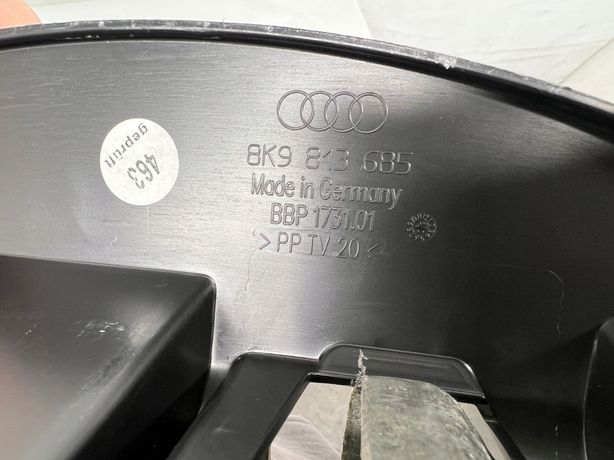 8K9 813 685
Made in Germany
BBP 1731.01
> PP TV 20 <
geprüft
463